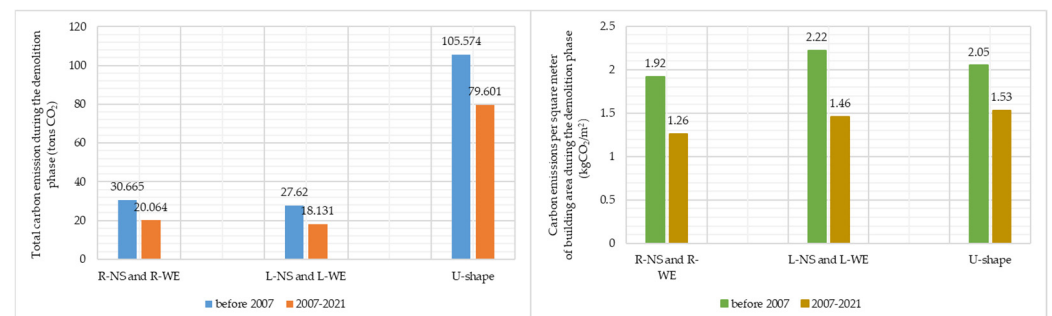 Total carbon emission during the demolition
phase (tons CO₂)
120
100
80
60
40
20
0
30.665
20.064
27.62
18.131
105.574
79.601
R-NS and R-WE
L-NS and L-WE
U-shape
before 2007
2007-2021
Carbon emissions per square meter
of building area during the demolition phase
(kgCO₂/m²)
2.5
2
1.5
1
0.5
0
1.92
1.26
2.22
1.46
2.05
1.53
R-NS and R-
WE
L-NS and L-WE
U-shape
before 2007
2007-2021